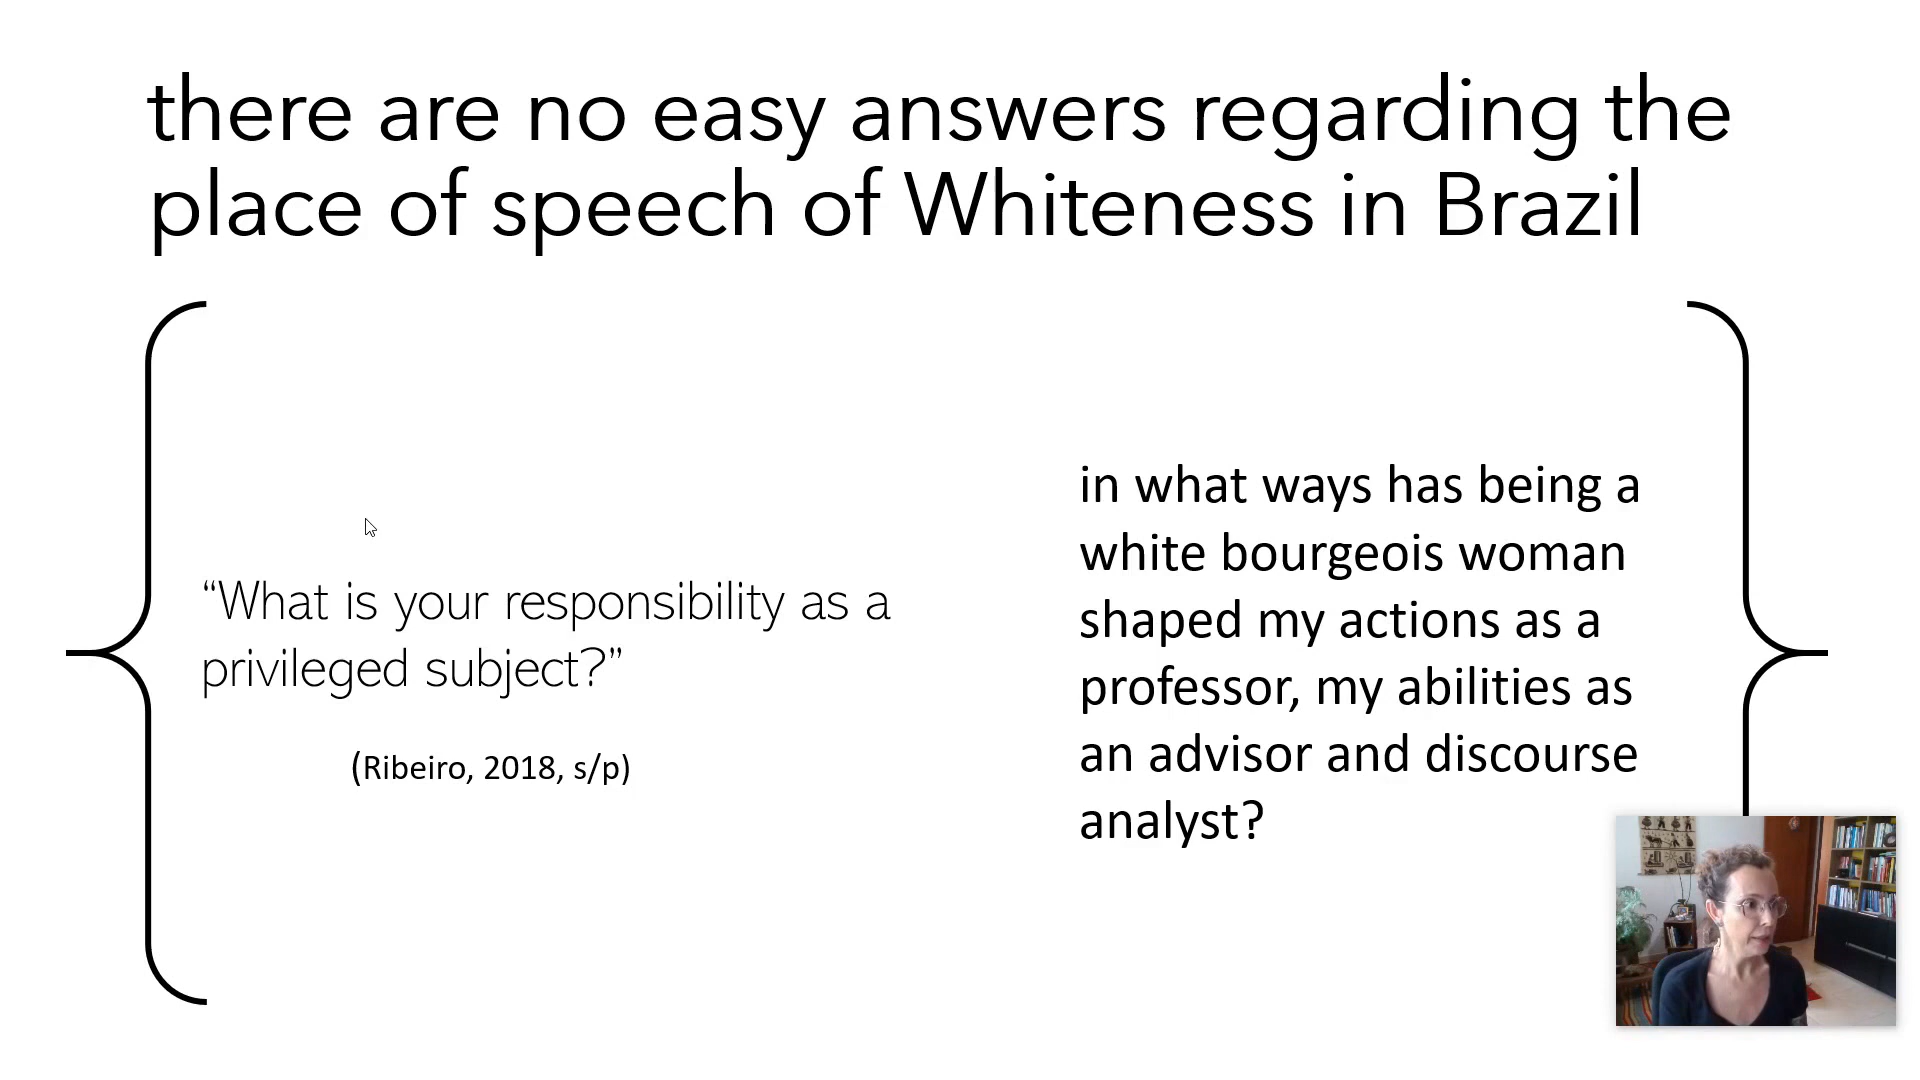 there are no easy answers regarding the
place of speech of Whiteness in Brazil
“What is your responsibility as a
privileged subject?”
(Ribeiro, 2018, s/p)
in what ways has being a
white bourgeois woman
shaped my actions as a
professor, my abilities as
an advisor and discourse
analyst?